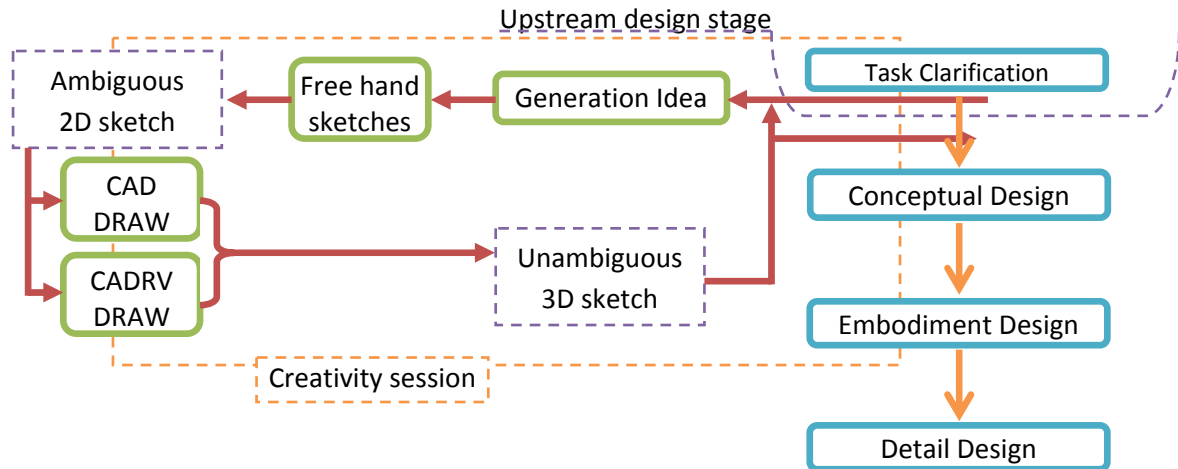 Upstream design stage
Ambiguous
2D sketch
Free hand
sketches
Generation Idea
Task Clarification
CAD
DRAW
CADRV
DRAW
Unambiguous
3D sketch
Conceptual Design
Embodiment Design
Creativity session
Detail Design